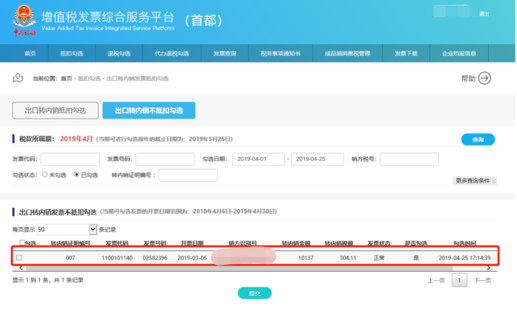 增值税发票综合服务平台 （首都）
Value Added Tax Invoice Integrated Service Platform
退出
首页 抵扣勾选 退税勾选 代办退税勾选 发票查询 税务事项通知书 成品油消费税管理 发票下载 企业档案信息
当前位置：首页 - 抵扣勾选 - 出口转内销发票抵扣勾选
帮助
出口转内销抵扣勾选 出口转内销不抵扣勾选
税款所属期： 2019年4月 (当期可进行勾选操作的截止日期为：2019年5月26日) 查询
发票代码： 发票号码： 勾选日期： 2019-04-01 - 2019-04-25 销方税号：
勾选状态： 未勾选 已勾选 转内销证明编号：
更多查询条件
出口转内销发票不抵扣勾选 (当期可勾选发票的开票日期范围为：2018年4月6日-2019年4月30日)
每页显示 50 条记录
勾选 转内销证明编号 发票代码 发票号码 开票日期 销方识别号 转内销金额 转内销税额 发票状态 是否勾选 勾选时间
007 1100101140 02582396 2019-03-05 10137 304.11 正常 是 2019-04-25 17:14:39
显示 1 到 1 条，共 1 条记录 上一页 1 下一页
提交